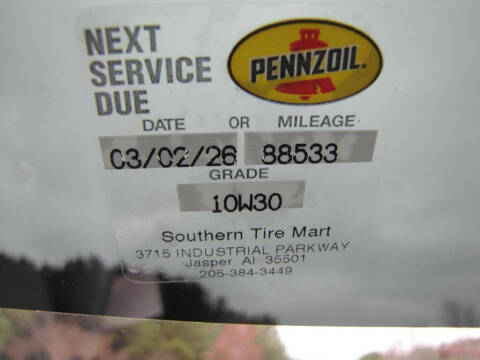 NEXT
SERVICE
DUE
PENNZOIL.
DATE OR MILEAGE
03/02/26 88533
GRADE
10W30
Southern Tire Mart
3715 INDUSTRIAL PARKWAY
Jasper Al 35501
205-384-3449